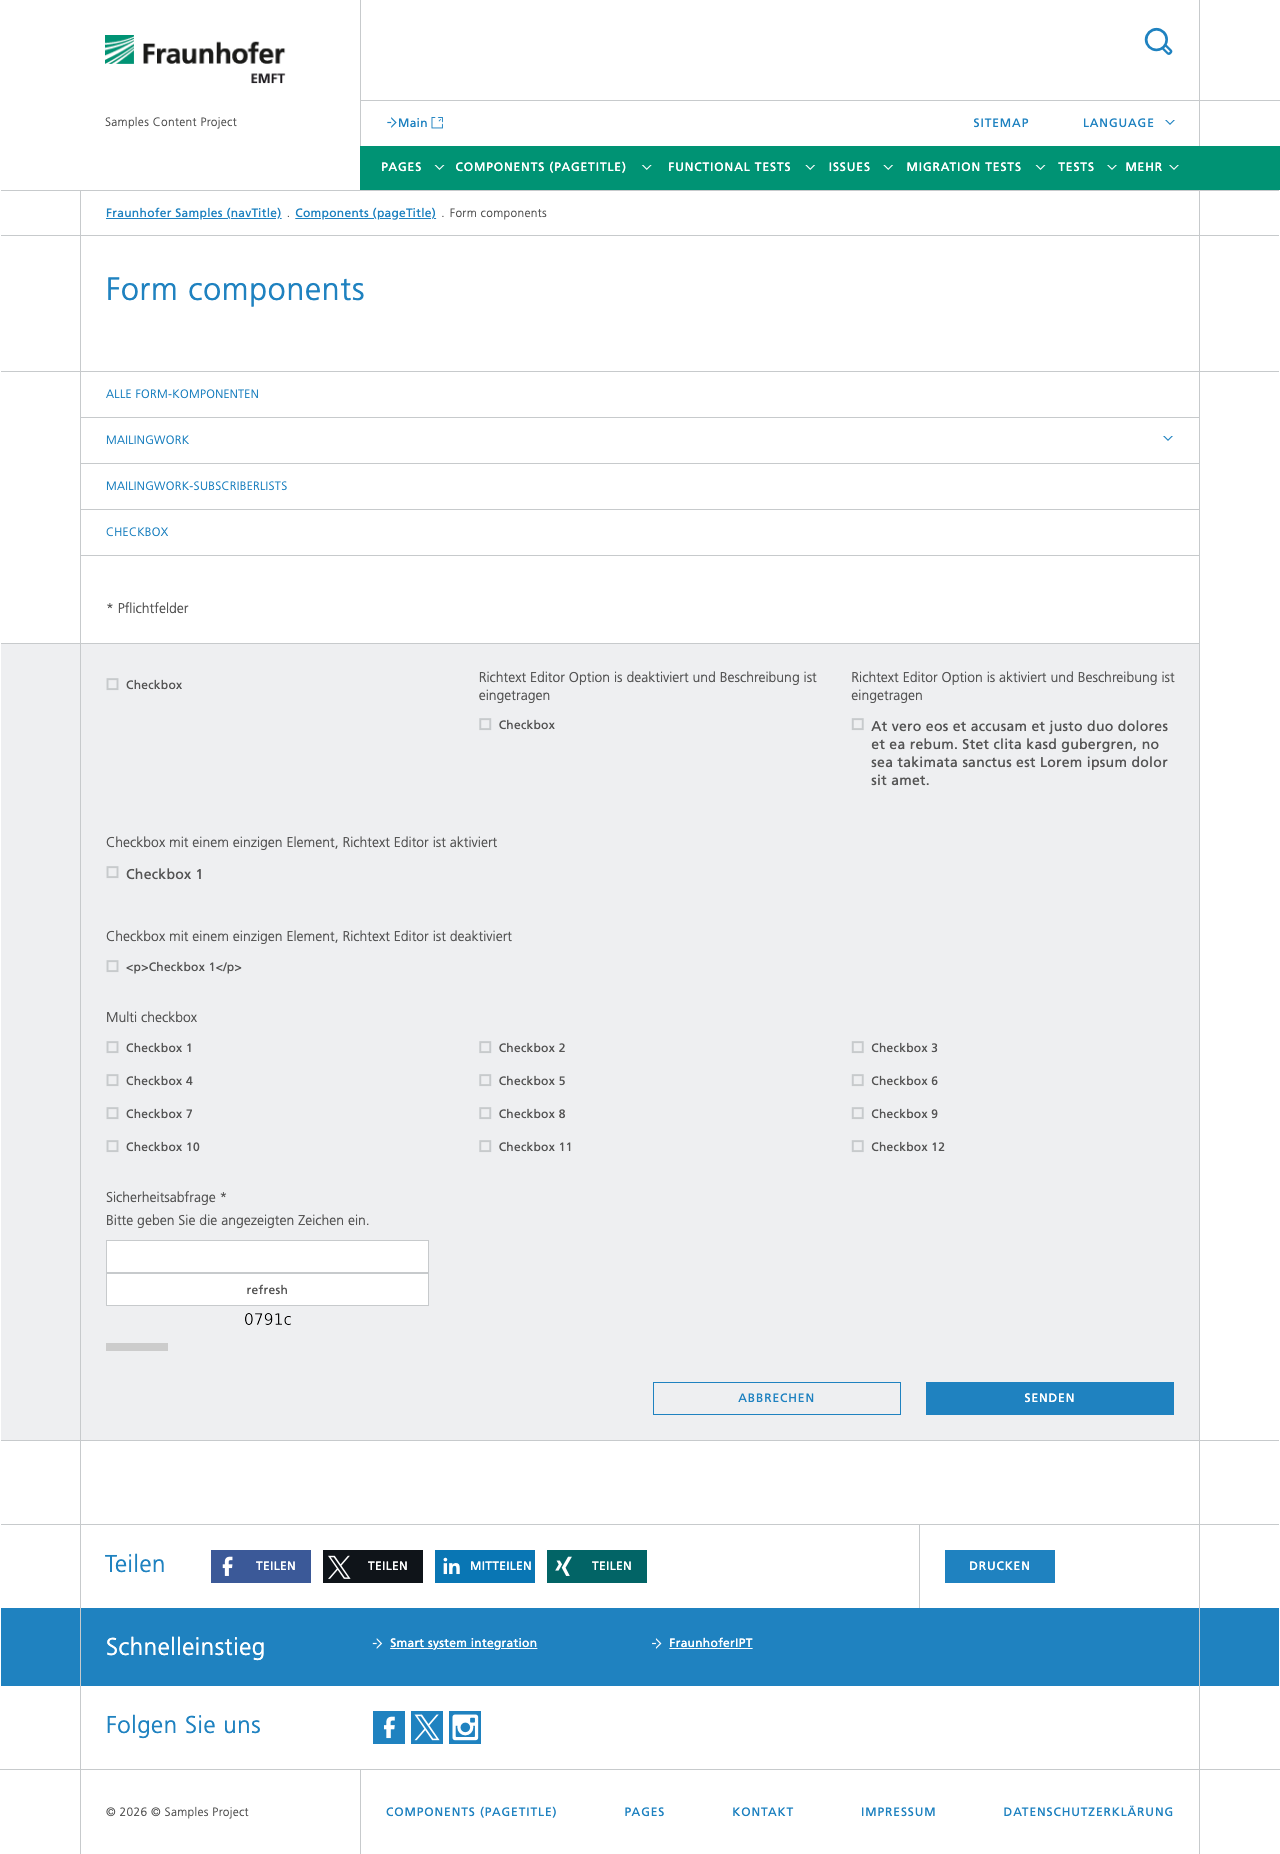 Fraunhofer
EMFT
Samples Content Project
Main
SITEMAP
LANGUAGE
PAGES
COMPONENTS (PAGETITLE)
FUNCTIONAL TESTS
ISSUES
MIGRATION TESTS
TESTS
MEHR
Fraunhofer Samples (navTitle) . Components (pageTitle) . Form components
Form components
ALLE FORM-KOMPONENTEN
MAILINGWORK
MAILINGWORK-SUBSCRIBERLISTS
CHECKBOX
* Pflichtfelder
Checkbox
Richtext Editor Option is deaktiviert und Beschreibung ist
eingetragen
Checkbox
Richtext Editor Option is aktiviert und Beschreibung ist
eingetragen
At vero eos et accusam et justo duo dolores
et ea rebum. Stet clita kasd gubergren, no
sea takimata sanctus est Lorem ipsum dolor
sit amet.
Checkbox mit einem einzigen Element, Richtext Editor ist aktiviert
Checkbox 1
Checkbox mit einem einzigen Element, Richtext Editor ist deaktiviert
<p>Checkbox 1</p>
Multi checkbox
Checkbox 1
Checkbox 2
Checkbox 3
Checkbox 4
Checkbox 5
Checkbox 6
Checkbox 7
Checkbox 8
Checkbox 9
Checkbox 10
Checkbox 11
Checkbox 12
Sicherheitsabfrage *
Bitte geben Sie die angezeigten Zeichen ein.
refresh
0791c
ABBRECHEN
SENDEN
Teilen
TEILEN
TEILEN
MITTEILEN
TEILEN
DRUCKEN
Schnelleinstieg
Smart system integration
FraunhoferIPT
Folgen Sie uns
© 2026 © Samples Project
COMPONENTS (PAGETITLE)
PAGES
KONTAKT
IMPRESSUM
DATENSCHUTZERKLÄRUNG